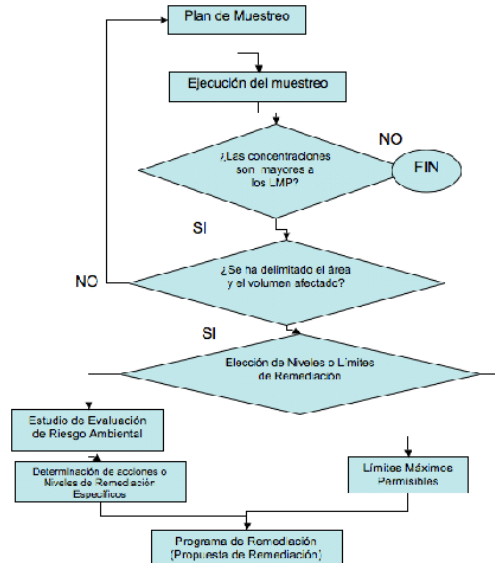 Plan de Muestreo
Ejecución del muestreo
¿Las concentraciones
son mayores a
los LMP?
NO
FIN
SI
¿Se ha delimitado el área
y el volumen afectado?
NO
SI
Elección de Niveles o Límites
de Remediación
Estudio de Evaluación
de Riesgo Ambiental
Determinación de acciones o
Niveles de Remediación
Específicos
Límites Máximos
Permisibles
Programa de Remediación
(Propuesta de Remediación)